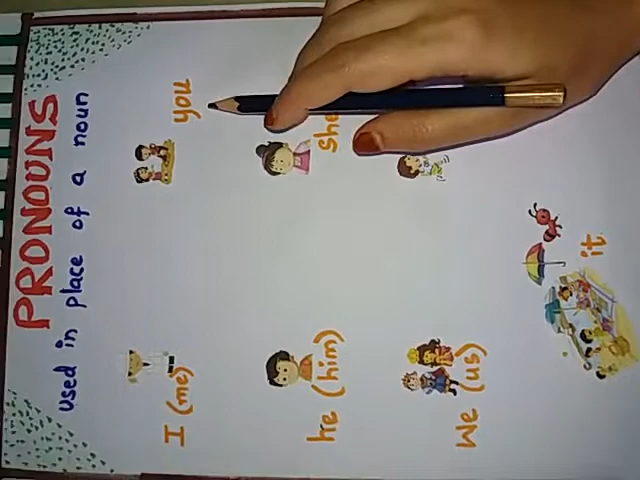 PRONOUNS
used in place of a noun
I (me)
you
he (him)
she
We (us)
it